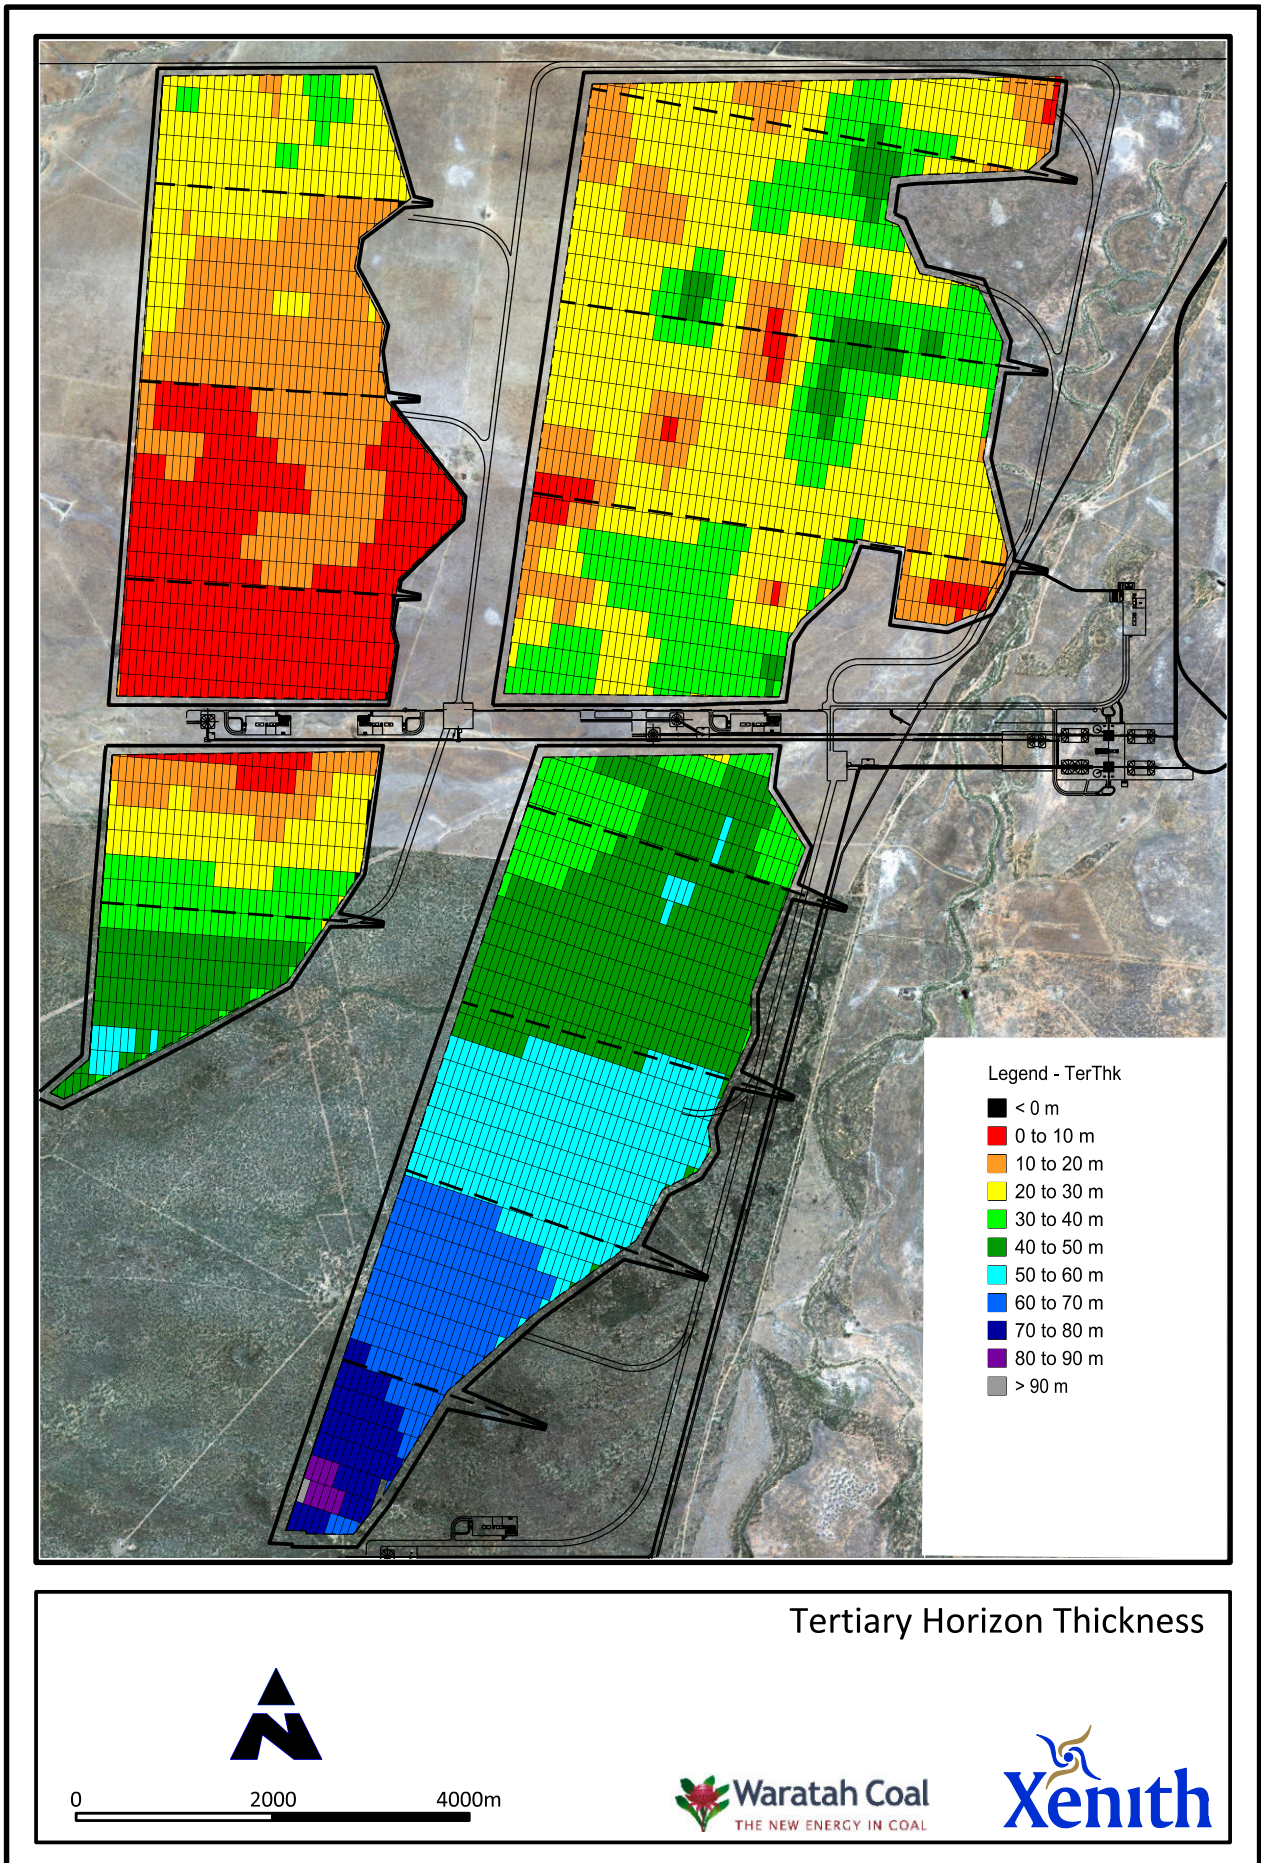 Legend - TerThk
< 0 m
0 to 10 m
10 to 20 m
20 to 30 m
30 to 40 m
40 to 50 m
50 to 60 m
60 to 70 m
70 to 80 m
80 to 90 m
> 90 m
Tertiary Horizon Thickness
N
0 2000 4000m
Waratah Coal
THE NEW ENERGY IN COAL
Xenith